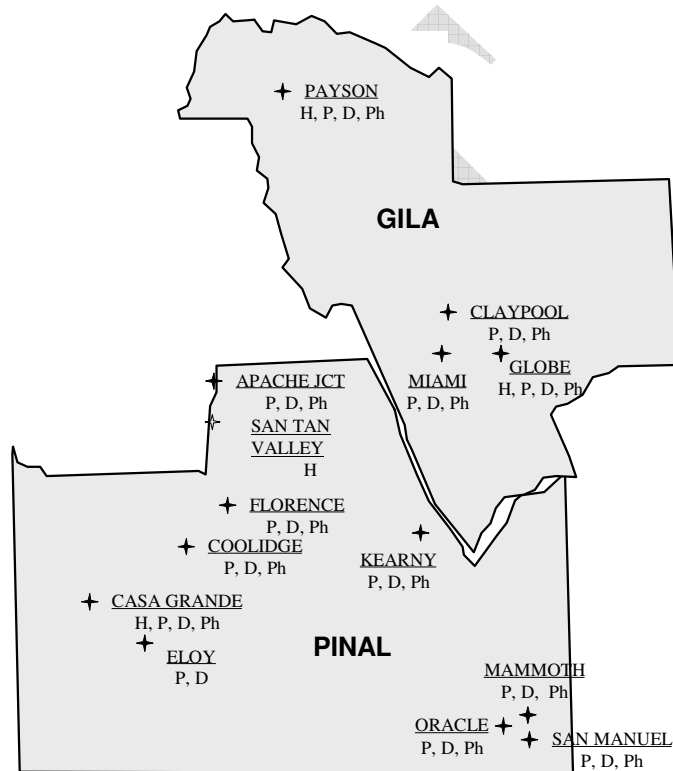 PAYSON
H, P, D, Ph
GILA
CLAYPOOL
P, D, Ph
MIAMI
P, D, Ph
GLOBE
H, P, D, Ph
APACHE JCT
P, D, Ph
SAN TAN
VALLEY
H
FLORENCE
P, D, Ph
COOLIDGE
P, D, Ph
KEARNY
P, D, Ph
CASA GRANDE
H, P, D, Ph
ELOY
P, D
PINAL
MAMMOTH
P, D, Ph
ORACLE
P, D, Ph
SAN MANUEL
P, D, Ph